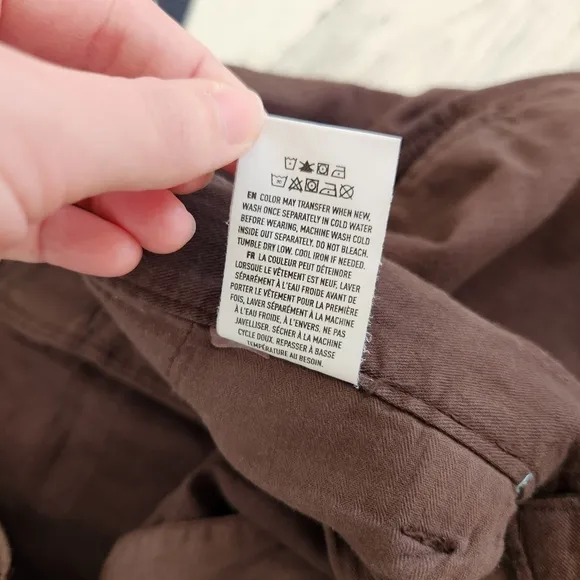 EN COLOR MAY TRANSFER WHEN NEW,
WASH ONCE SEPARATELY IN COLD WATER
BEFORE WEARING, MACHINE WASH COLD
INSIDE OUT SEPARATELY, DO NOT BLEACH,
TUMBLE DRY LOW, COOL IRON IF NEEDED.
FR LA COULEUR PEUT DÉTEINDRE
LORSQUE LE VÊTEMENT EST NEUF, LAVER
SÉPARÉMENT À L'EAU FROIDE AVANT DE
PORTER LE VÊTEMENT POUR LA PREMIÈRE
FOIS, LAVER SÉPARÉMENT À LA MACHINE
À L'EAU FROIDE, À L'ENVERS, NE PAS
JAVELLISER. SÉCHER À LA MACHINE
CYCLE DOUX. REPASSER À BASSE
TEMPÉRATURE AU BESOIN.